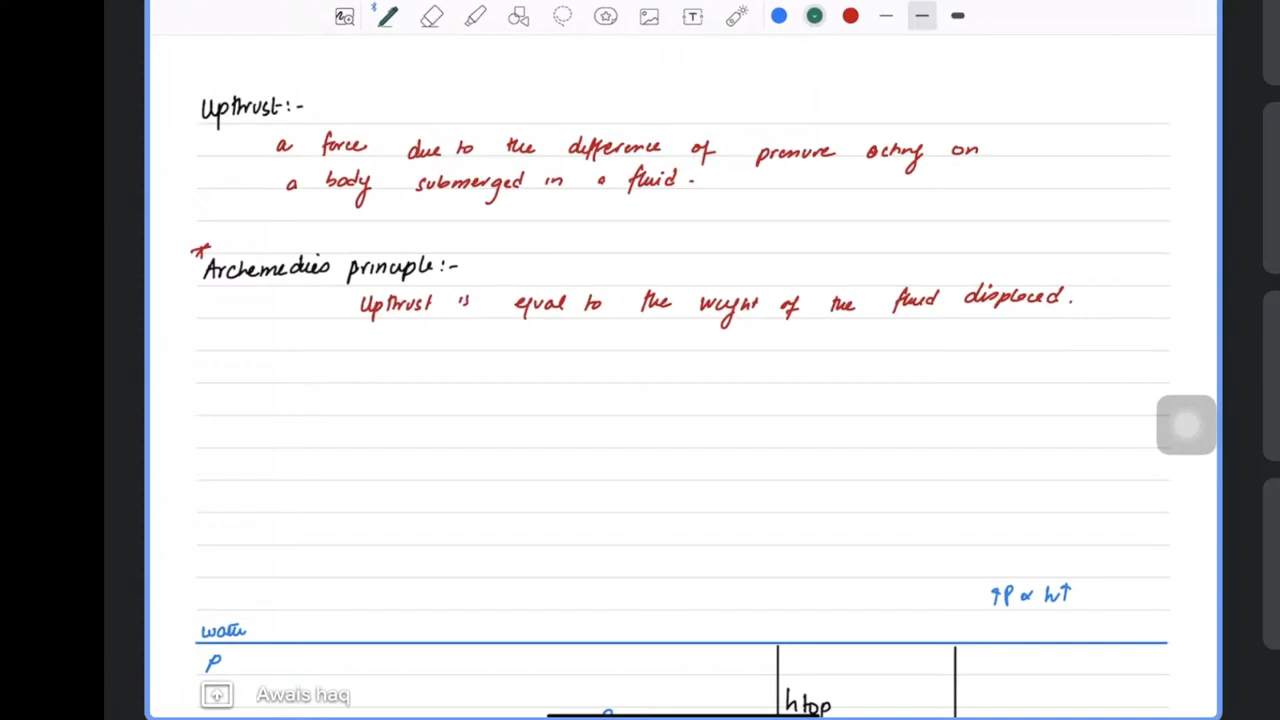 Upthrust:-
a force due to the difference of pressure acting on
a body submerged in a fluid.
*Archemedies principle:-
Upthrust is equal to the weight of the fluid displaced.
↑P ∝ h↑
water
ρ
Awais haq
h top